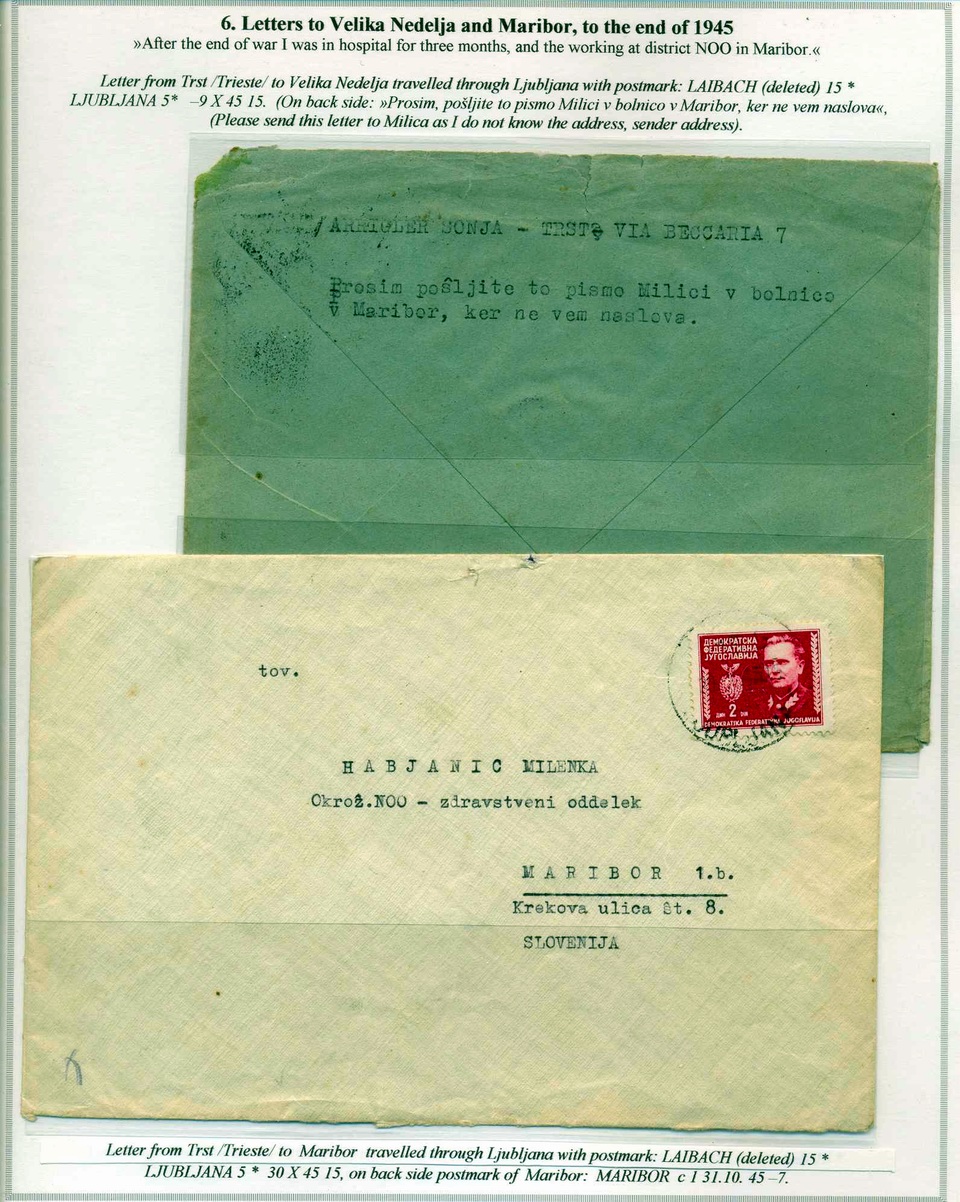 6. Letters to Velika Nedelja and Maribor, to the end of 1945
»After the end of war I was in hospital for three months, and the working at district NOO in Maribor.«
Letter from Trst /Trieste/ to Velika Nedelja travelled through Ljubljana with postmark: LAIBACH (deleted) 15 *
LJUBLJANA 5* –9 X 45 15. (On back side: »Prosim, pošljite to pismo Milici v bolnico v Maribor, ker ne vem naslova«,
(Please send this letter to Milica as I do not know the address, sender address).
ARRIGLER SONJA - TRST, VIA BECCARIA 7
Prosim pošljite to pismo Milici v bolnico
v Maribor, ker ne vem naslova.
ДЕМОКРАТСКА
ФЕДЕРАТИВНА
ЈУГОСЛАВИЈА
ДИН 2 DIN
DEMOKRATSKA FEDERATIVNA JUGOSLAVIJA
LJUBLJANA
tov.
HABJANIC MILENKA
Okrož.NOO - zdravstveni oddelek
MARIBOR 1.b.
Krekova ulica št. 8.
SLOVENIJA
Letter from Trst /Trieste/ to Maribor travelled through Ljubljana with postmark: LAIBACH (deleted) 15 *
LJUBLJANA 5 * 30 X 45 15, on back side postmark of Maribor: MARIBOR c 1 31.10. 45 –7.